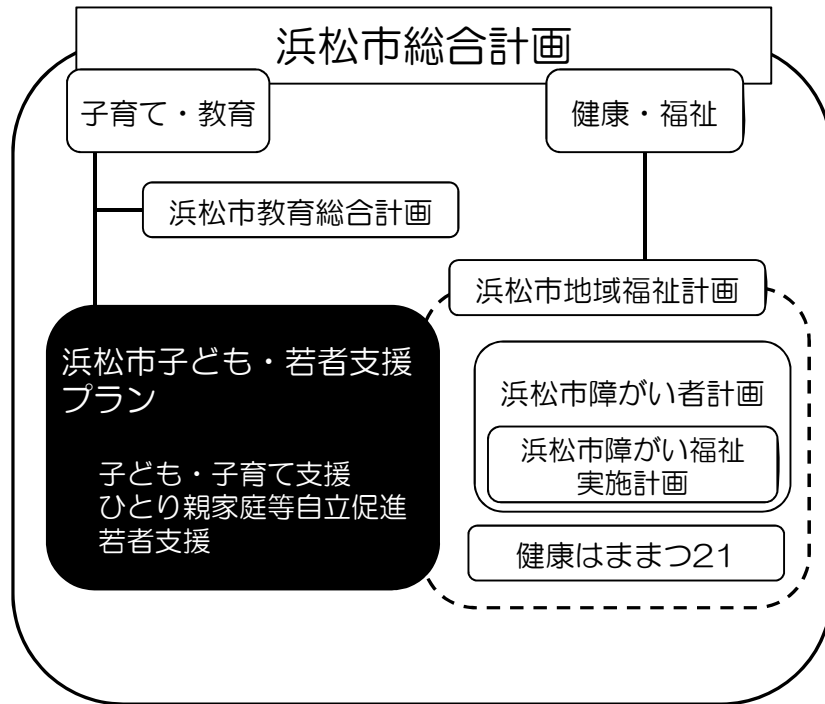 浜松市総合計画
子育て・教育
健康・福祉
浜松市教育総合計画
浜松市地域福祉計画
浜松市子ども・若者支援
プラン
子ども・子育て支援
ひとり親家庭等自立促進
若者支援
浜松市障がい者計画
浜松市障がい福祉
実施計画
健康はままつ21